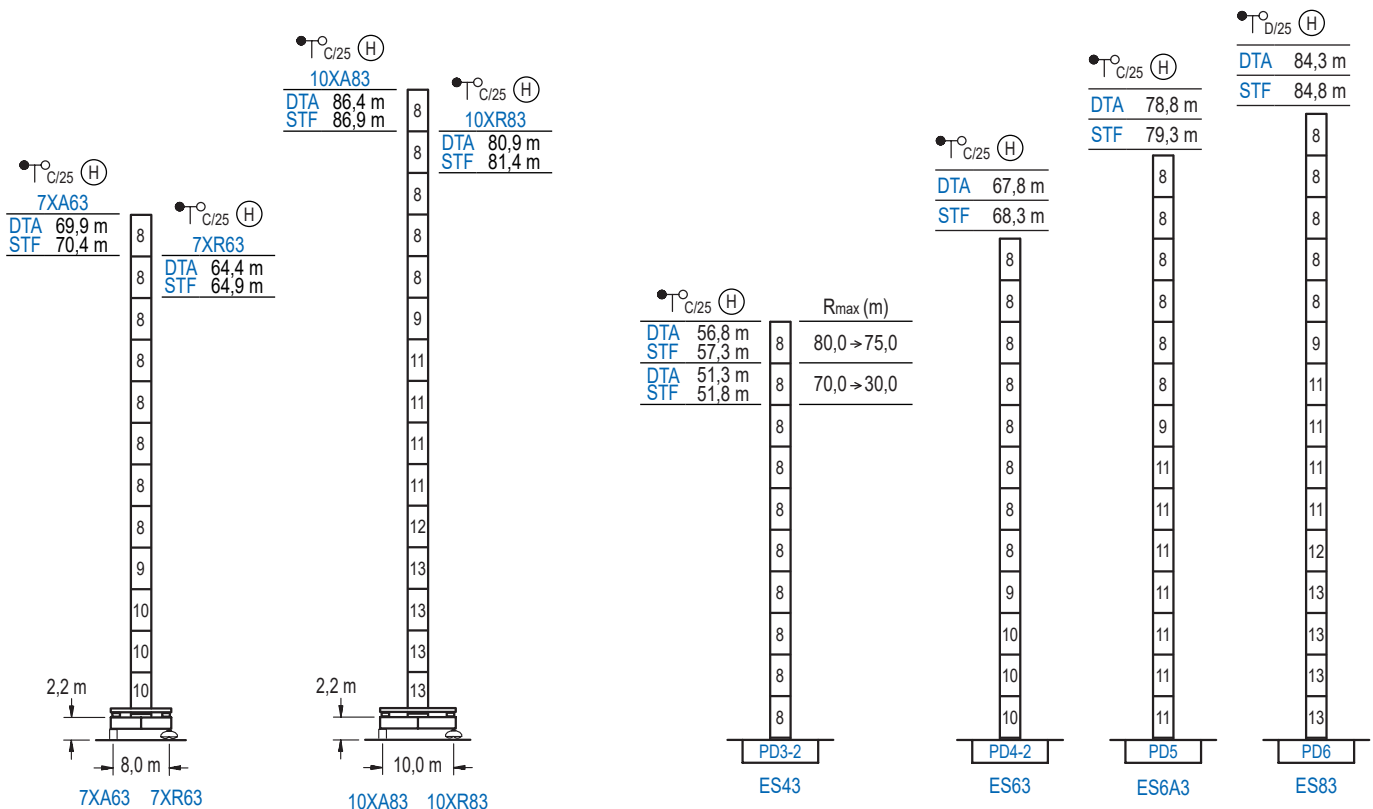 C/25 H
7XA63
DTA 69,9 m
STF 70,4 m
C/25 H
7XR63
DTA 64,4 m
STF 64,9 m
8
8
8
8
8
8
8
8
9
10
10
10
2,2 m
8,0 m
7XA63 7XR63
C/25 H
10XA83
DTA 86,4 m
STF 86,9 m
C/25 H
10XR83
DTA 80,9 m
STF 81,4 m
8
8
8
8
8
9
11
11
11
11
12
13
13
13
13
2,2 m
10,0 m
10XA83 10XR83
C/25 H
DTA 56,8 m
STF 57,3 m
DTA 51,3 m
STF 51,8 m
Rmax (m)
80,0→75,0
70,0→30,0
8
8
8
8
8
8
8
8
8
8
PD3-2
ES43
C/25 H
DTA 67,8 m
STF 68,3 m
8
8
8
8
8
8
8
8
9
10
10
10
PD4-2
ES63
C/25 H
DTA 78,8 m
STF 79,3 m
8
8
8
8
8
8
9
11
11
11
11
11
11
11
PD5
ES6A3
D/25 H
DTA 84,3 m
STF 84,8 m
8
8
8
8
8
9
11
11
11
11
12
13
13
13
13
PD6
ES83